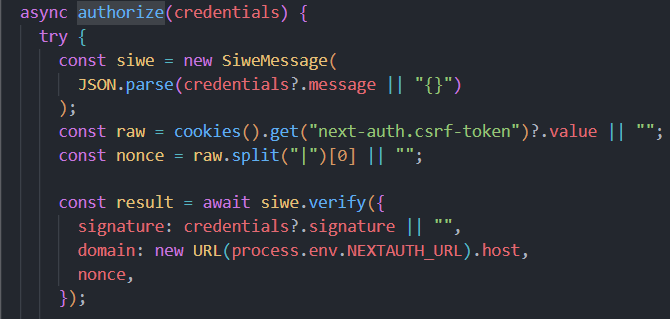 async authorize(credentials) {
try {
const siwe = new SiweMessage(
JSON.parse(credentials?.message || "{}")
);
const raw = cookies().get("next-auth.csrf-token")?.value || "";
const nonce = raw.split("|")[0] || "";
const result = await siwe.verify({
signature: credentials?.signature || "",
domain: new URL(process.env.NEXTAUTH_URL).host,
nonce,
});